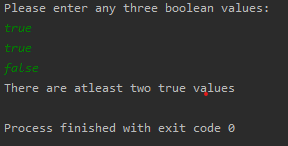 Please enter any three boolean values:
true
true
false
There are atleast two true values
Process finished with exit code 0